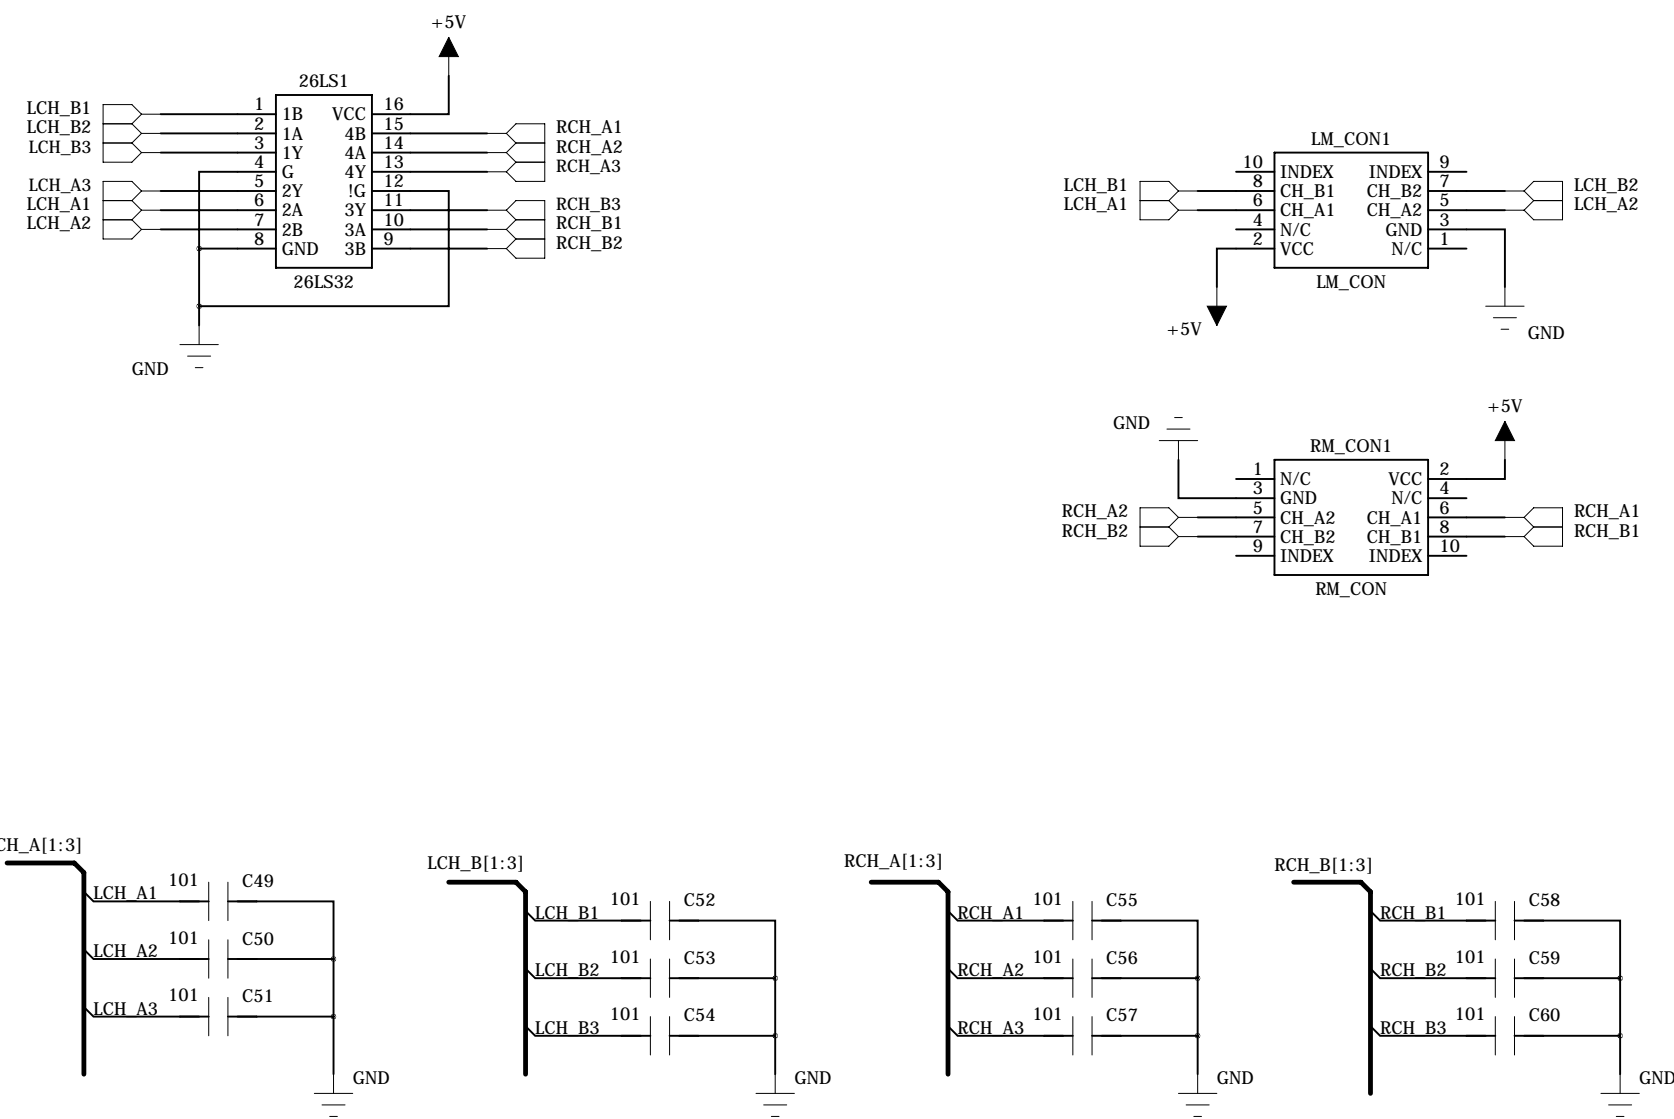 +5V
26LS1
LCH_B1 1 1B VCC 16
LCH_B2 2 1A 4B 15 RCH_A1
LCH_B3 3 1Y 4A 14 RCH_A2
4 G 4Y 13 RCH_A3
LCH_A3 5 2Y !G 12
LCH_A1 6 2A 3Y 11 RCH_B3
LCH_A2 7 2B 3A 10 RCH_B1
8 GND 3B 9 RCH_B2
26LS32
GND
LM_CON1
10 INDEX INDEX 9
LCH_B1 8 CH_B1 CH_B2 7 LCH_B2
LCH_A1 6 CH_A1 CH_A2 5 LCH_A2
4 N/C GND 3
2 VCC N/C 1
LM_CON
+5V
GND
GND
+5V
RM_CON1
1 N/C VCC 2
3 GND N/C 4
RCH_A2 5 CH_A2 CH_A1 6 RCH_A1
RCH_B2 7 CH_B2 CH_B1 8 RCH_B1
9 INDEX INDEX 10
RM_CON
CH_A[1:3]
LCH_A1 101 C49
LCH_A2 101 C50
LCH_A3 101 C51
GND
LCH_B[1:3]
LCH_B1 101 C52
LCH_B2 101 C53
LCH_B3 101 C54
GND
RCH_A[1:3]
RCH_A1 101 C55
RCH_A2 101 C56
RCH_A3 101 C57
GND
RCH_B[1:3]
RCH_B1 101 C58
RCH_B2 101 C59
RCH_B3 101 C60
GND